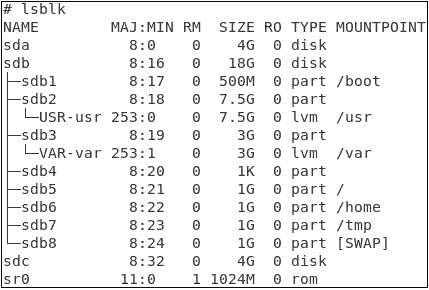 # lsblk
NAME        MAJ:MIN RM  SIZE RO TYPE MOUNTPOINT
sda           8:0    0    4G  0 disk
sdb           8:16   0   18G  0 disk
├─sdb1        8:17   0  500M  0 part /boot
├─sdb2        8:18   0  7.5G  0 part
│ └─USR-usr 253:0    0  7.5G  0 lvm  /usr
├─sdb3        8:19   0    3G  0 part
│ └─VAR-var 253:1    0    3G  0 lvm  /var
├─sdb4        8:20   0    1K  0 part
├─sdb5        8:21   0    1G  0 part /
├─sdb6        8:22   0    1G  0 part /home
├─sdb7        8:23   0    1G  0 part /tmp
└─sdb8        8:24   0    1G  0 part [SWAP]
sdc           8:32   0    4G  0 disk
sr0          11:0    1 1024M  0 rom